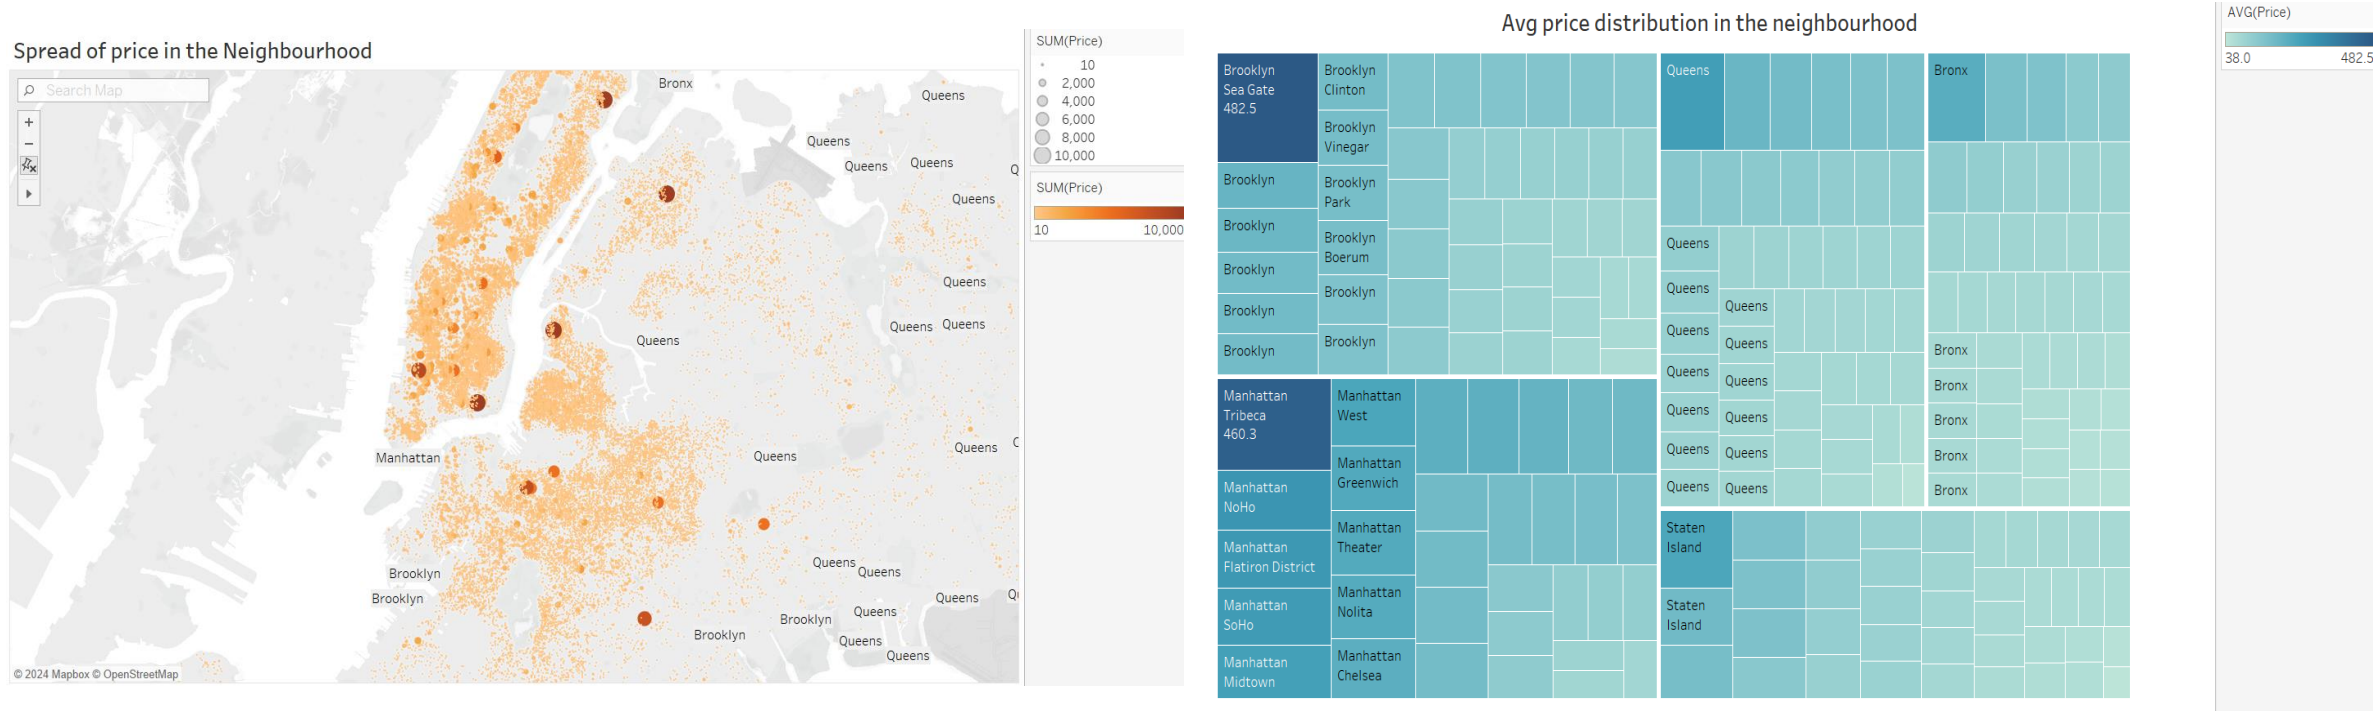 Spread of price in the Neighbourhood
Search Map
+
−
Bronx
Queens
Queens
Queens
Queens
Q
Queens
Queens
Queens
Queens
Queens
Queens
Queens
C
Manhattan
Brooklyn
Brooklyn
Queens
Queens
Queens
Qu
Queens
Brooklyn
Brooklyn
Queens
Queens
© 2024 Mapbox © OpenStreetMap
SUM(Price)
10
2,000
4,000
6,000
8,000
10,000
SUM(Price)
10 10,000
Avg price distribution in the neighbourhood
Brooklyn
Sea Gate
482.5
Brooklyn
Brooklyn
Brooklyn
Brooklyn
Brooklyn
Brooklyn
Clinton
Brooklyn
Vinegar
Brooklyn
Park
Brooklyn
Boerum
Brooklyn
Brooklyn
Manhattan
Tribeca
460.3
Manhattan
NoHo
Manhattan
Flatiron District
Manhattan
SoHo
Manhattan
Midtown
Manhattan
West
Manhattan
Greenwich
Manhattan
Theater
Manhattan
Nolita
Manhattan
Chelsea
Queens
Queens
Queens
Queens
Queens
Queens
Queens
Queens
Queens
Queens
Queens
Queens
Queens
Queens
Bronx
Bronx
Bronx
Bronx
Bronx
Bronx
Staten
Island
Staten
Island
AVG(Price)
38.0 482.5